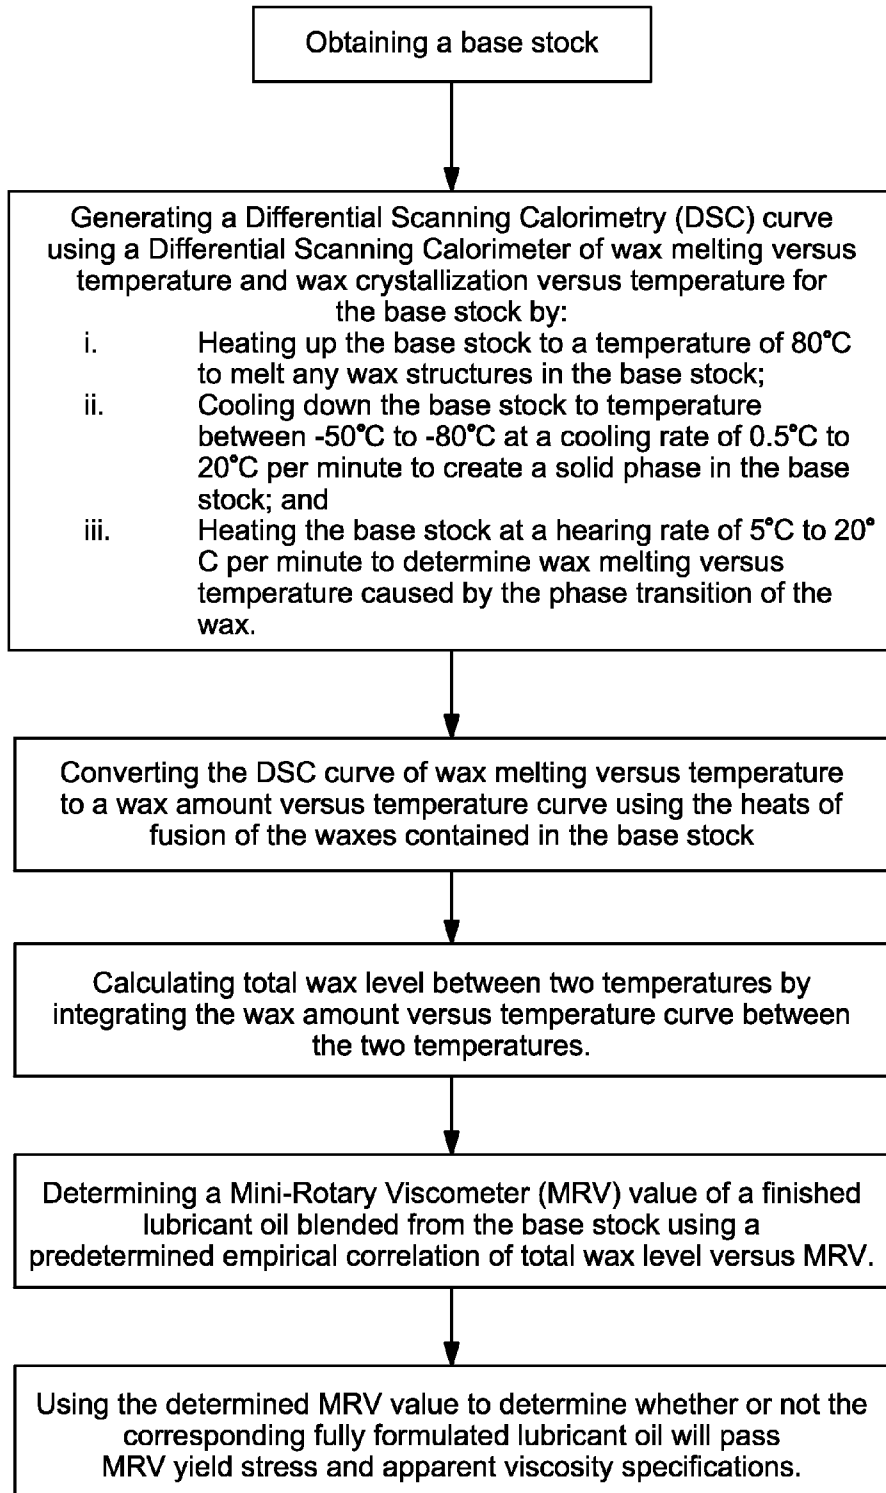 Obtaining a base stock
Generating a Differential Scanning Calorimetry (DSC) curve
using a Differential Scanning Calorimeter of wax melting versus
temperature and wax crystallization versus temperature for
the base stock by:
i. Heating up the base stock to a temperature of 80°C
to melt any wax structures in the base stock;
ii. Cooling down the base stock to temperature
between -50°C to -80°C at a cooling rate of 0.5°C to
20°C per minute to create a solid phase in the base
stock; and
iii. Heating the base stock at a hearing rate of 5°C to 20°
C per minute to determine wax melting versus
temperature caused by the phase transition of the
wax.
Converting the DSC curve of wax melting versus temperature
to a wax amount versus temperature curve using the heats of
fusion of the waxes contained in the base stock
Calculating total wax level between two temperatures by
integrating the wax amount versus temperature curve between
the two temperatures.
Determining a Mini-Rotary Viscometer (MRV) value of a finished
lubricant oil blended from the base stock using a
predetermined empirical correlation of total wax level versus MRV.
Using the determined MRV value to determine whether or not the
corresponding fully formulated lubricant oil will pass
MRV yield stress and apparent viscosity specifications.